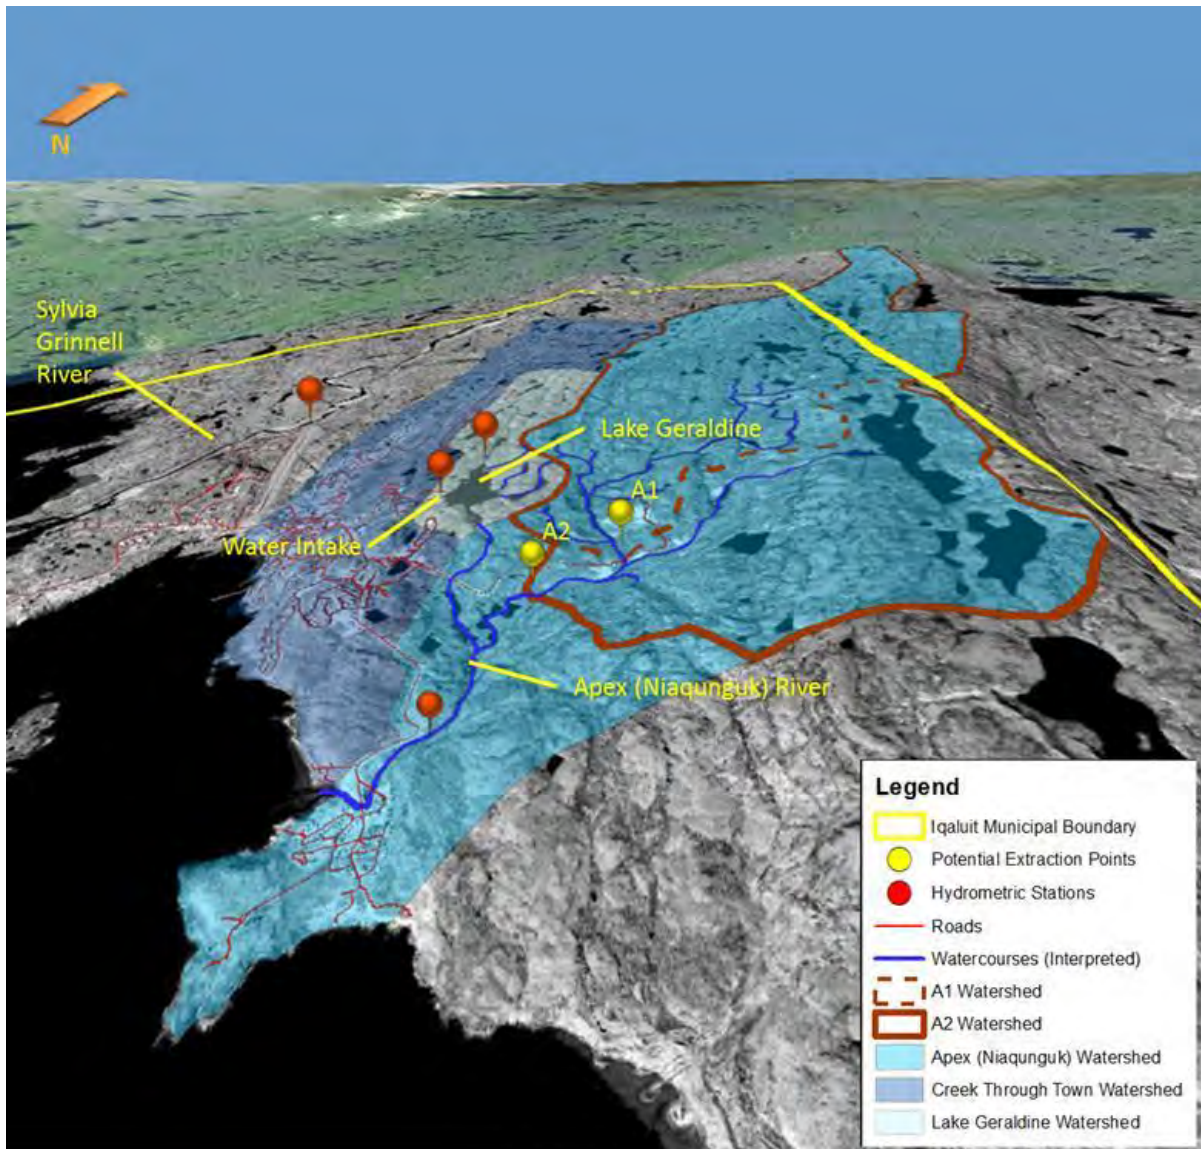 N
Sylvia
Grinnell
River
Lake Geraldine
A1
A2
Water Intake
Apex (Niaqunguk) River
Legend
Iqaluit Municipal Boundary
Potential Extraction Points
Hydrometric Stations
Roads
Watercourses (Interpreted)
A1 Watershed
A2 Watershed
Apex (Niaqunguk) Watershed
Creek Through Town Watershed
Lake Geraldine Watershed